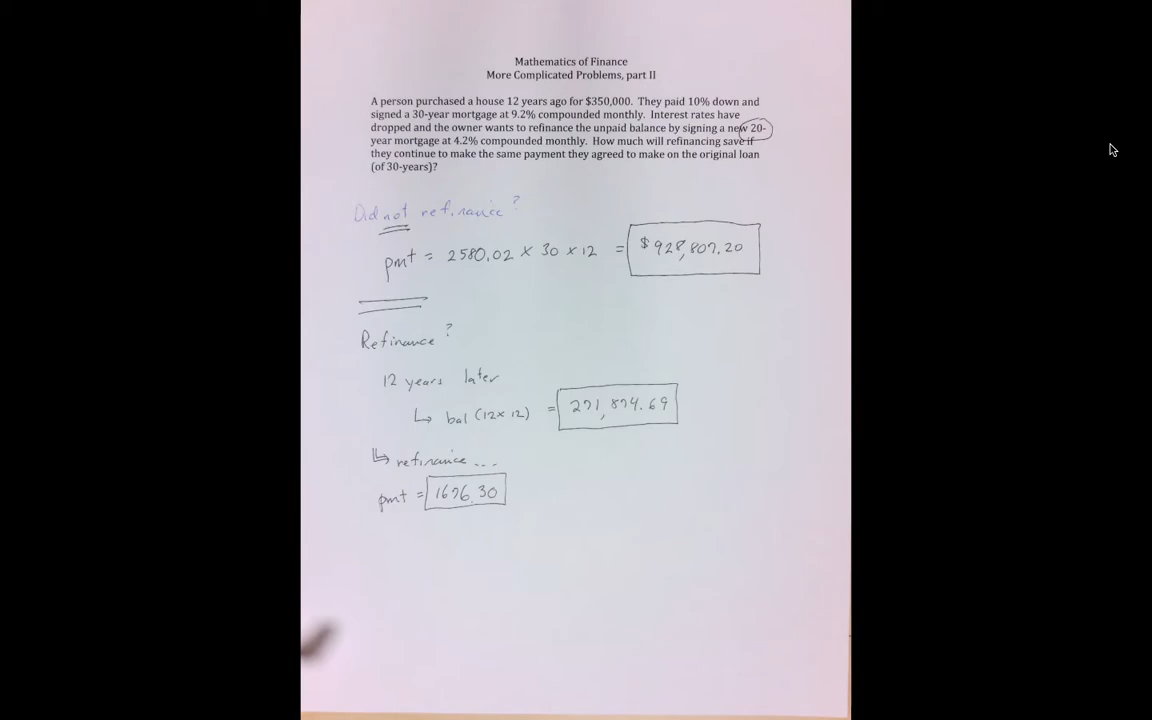 Mathematics of Finance
More Complicated Problems, part II
A person purchased a house 12 years ago for $350,000. They paid 10% down and
signed a 30-year mortgage at 9.2% compounded monthly. Interest rates have
dropped and the owner wants to refinance the unpaid balance by signing a new 20-
year mortgage at 4.2% compounded monthly. How much will refinancing save if
they continue to make the same payment they agreed to make on the original loan
(of 30-years)?
Did not refinance?
pmt = 2580.02 × 30 × 12 = $928,807.20
Refinance?
12 years later
↳ bal (12×12) = 271,874.69
↳ refinance...
pmt = 1676.30